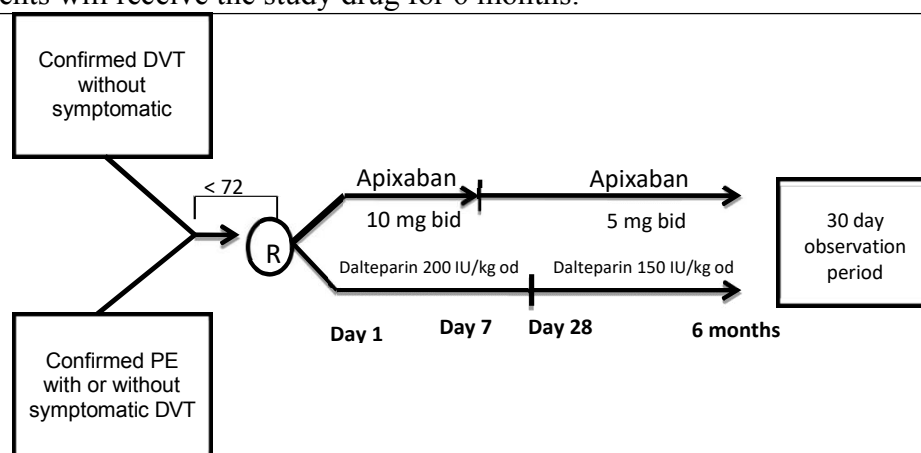 will receive the study drug for 6 months.
Confirmed DVT
without
symptomatic
< 72
R
Apixaban
10 mg bid
Apixaban
5 mg bid
Dalteparin 200 IU/kg od
Dalteparin 150 IU/kg od
Day 1
Day 7
Day 28
6 months
30 day
observation
period
Confirmed PE
with or without
symptomatic DVT